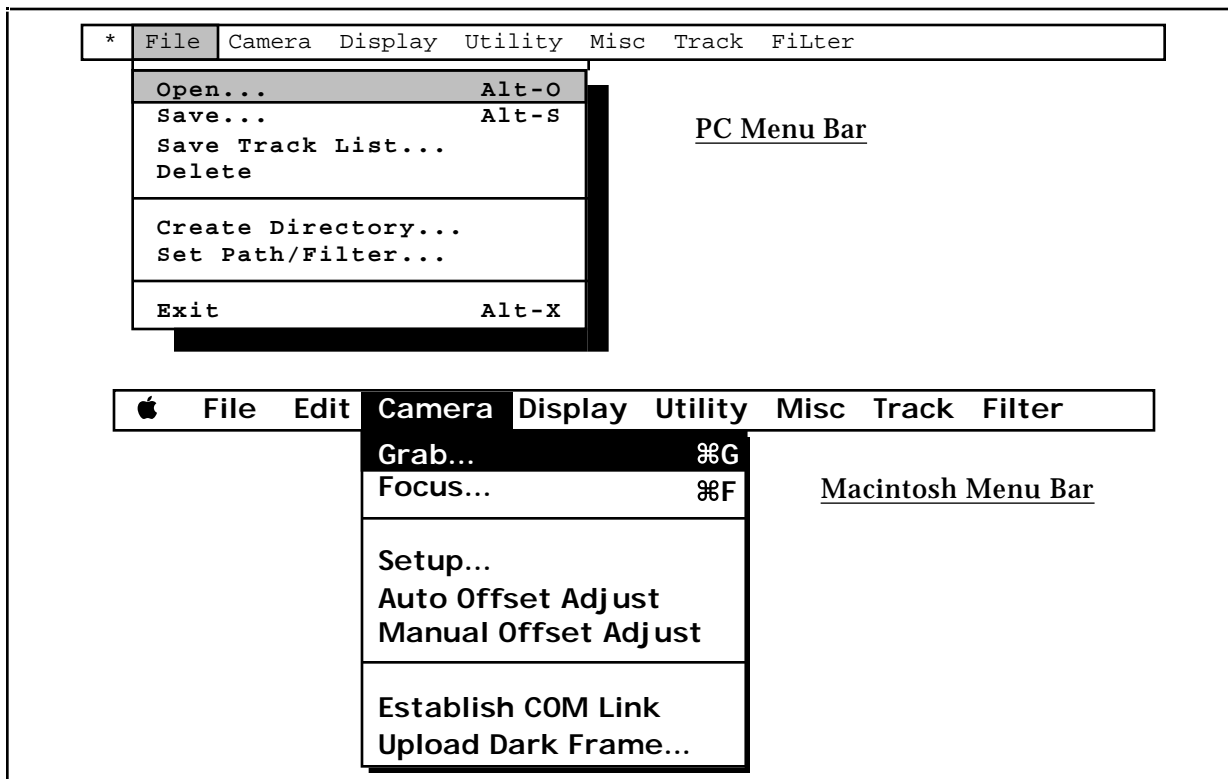 * File Camera Display Utility Misc Track FiLter
Open... Alt-O
Save... Alt-S
Save Track List...
Delete
PC Menu Bar
Create Directory...
Set Path/Filter...
Exit Alt-X
File Edit Camera Display Utility Misc Track Filter
Grab... ⌘G
Focus... ⌘F
Macintosh Menu Bar
Setup...
Auto Offset Adjust
Manual Offset Adjust
Establish COM Link
Upload Dark Frame...